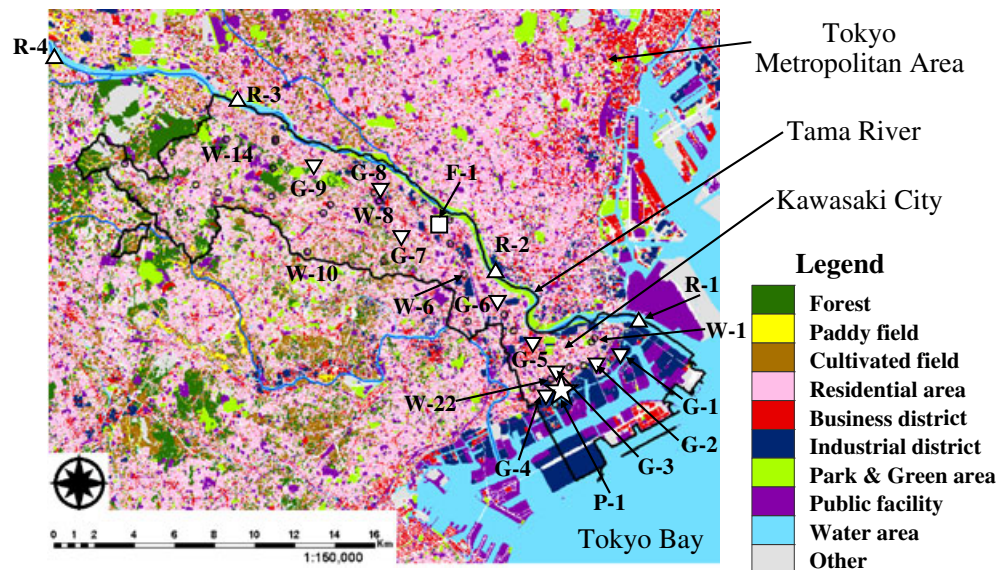 R-4
Tokyo
Metropolitan Area
R-3
Tama River
W-14
G-8
F-1
G-9
Kawasaki City
W-8
G-7
R-2
W-10
Legend
R-1
W-6
G-6
Forest
W-1
Paddy field
G-5
Cultivated field
Residential area
W-22
G-1
Business district
G-2
Industrial district
G-4
G-3
Park & Green area
P-1
Public facility
Tokyo Bay
Water area
Other
0 2 4 6 8 10 12 14 16
Km
1:150,000